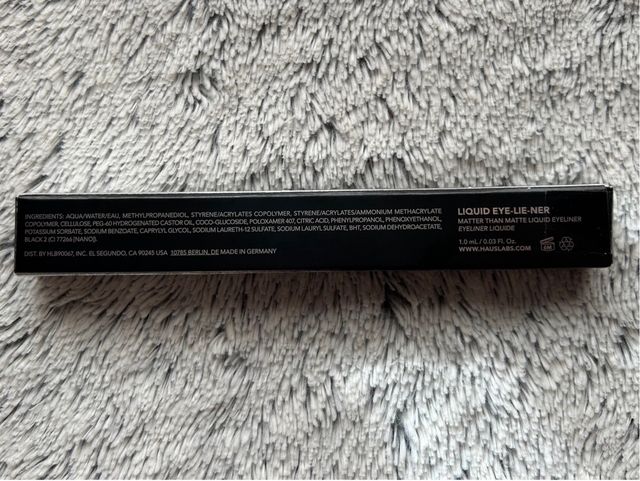 INGREDIENTS: AQUA/WATER/EAU, METHYLPROPANEDIOL, STYRENE/ACRYLATES COPOLYMER, STYRENE/ACRYLATES/AMMONIUM METHACRYLATE
COPOLYMER, CELLULOSE, PEG-60 HYDROGENATED CASTOR OIL, COCO-GLUCOSIDE, POLOXAMER 407, CITRIC ACID, PHENYLPROPANOL, PHENOXYETHANOL,
POTASSIUM SORBATE, SODIUM BENZOATE, CAPRYLYL GLYCOL, SODIUM LAURETH-12 SULFATE, SODIUM LAURYL SULFATE, BHT, SODIUM DEHYDROACETATE,
BLACK 2 (CI 77266 [NANO]).
DIST. BY HLB90067, INC. EL SEGUNDO, CA 90245 USA 10785 BERLIN, DE MADE IN GERMANY
LIQUID EYE-LIE-NER
MATTER THAN MATTE LIQUID EYELINER
EYELINER LIQUIDE
1.0 mL / 0.03 Fl. Oz.
WWW.HAUSLABS.COM
6M